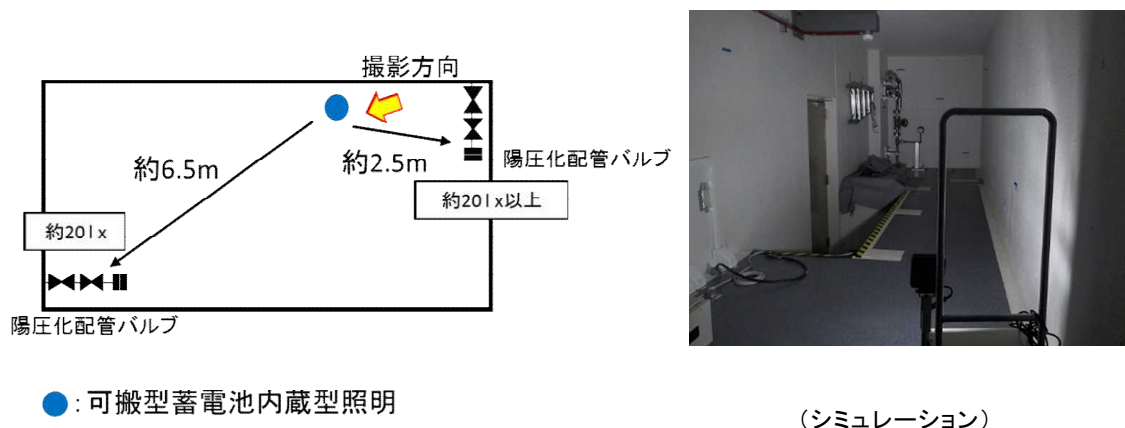 撮影方向
陽圧化配管バルブ
約6.5m
約2.5m
約20lx以上
約20lx
陽圧化配管バルブ
●:可搬型蓄電池内蔵型照明
(シミュレーション)